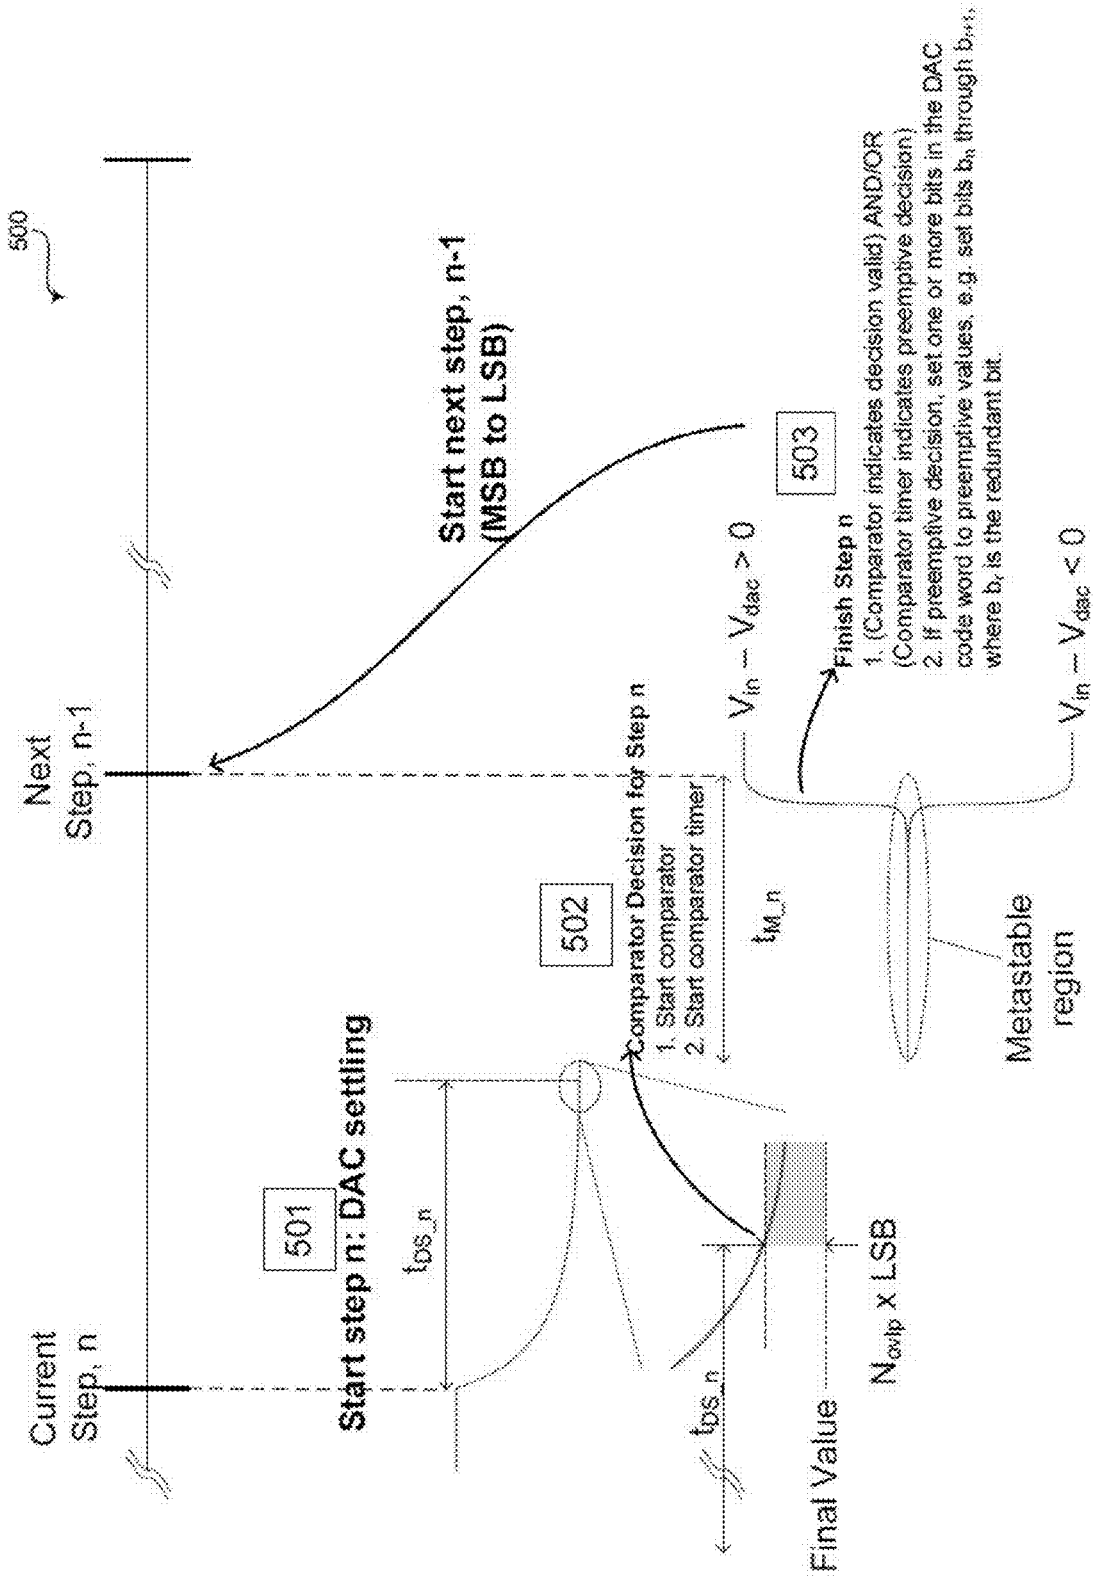 500
Current
Step, n
Next
Step, n-1
501
Start step n: DAC settling
t_DS_n
Start next step, n-1
(MSB to LSB)
502
Comparator Decision for Step n
1. Start comparator
2. Start comparator timer
t_DS_n
t_M_n
Final Value
N_ovlp x LSB
Metastable
region
V_in – V_dac > 0
V_in – V_dac < 0
503
Finish Step n
1. (Comparator indicates decision valid) AND/OR
(Comparator timer indicates preemptive decision)
2. If preemptive decision, set one or more bits in the DAC
code word to preemptive values, e.g. set bits b_n through b_r+1,
where b_r is the redundant bit.